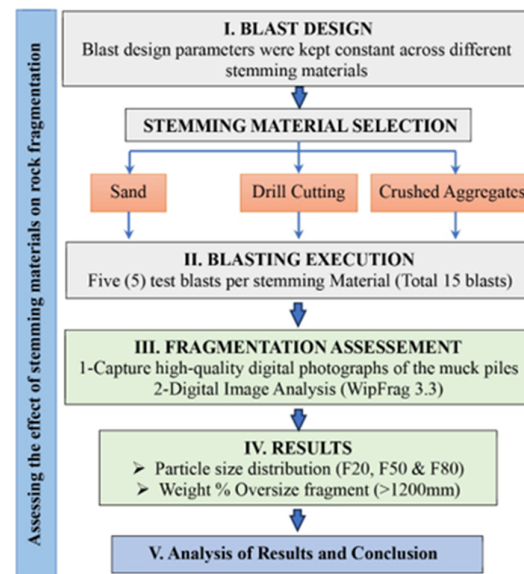 Assessing the effect of stemming materials on rock fragmentation
I. BLAST DESIGN
Blast design parameters were kept constant across different
stemming materials
STEMMING MATERIAL SELECTION
Sand
Drill Cutting
Crushed Aggregates
II. BLASTING EXECUTION
Five (5) test blasts per stemming Material (Total 15 blasts)
III. FRAGMENTATION ASSESSEMENT
1-Capture high-quality digital photographs of the muck piles
2-Digital Image Analysis (WipFrag 3.3)
IV. RESULTS
➢ Particle size distribution (F20, F50 & F80)
➢ Weight % Oversize fragment (>1200mm)
V. Analysis of Results and Conclusion